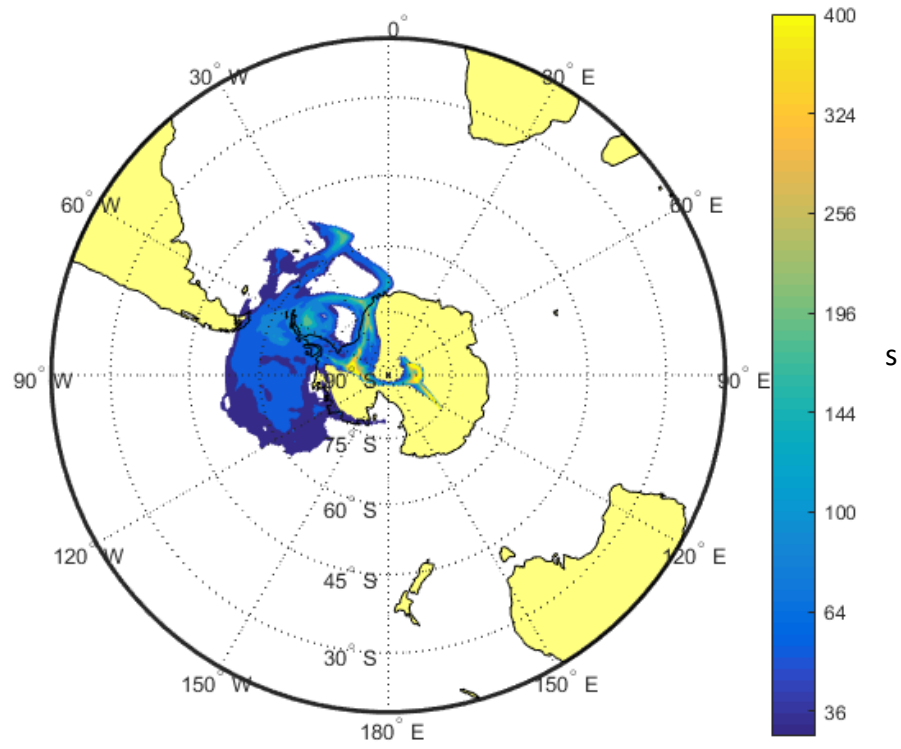 0°
30° W
30° E
60° W
60° E
90° W
90° S
90° E
75° S
60° S
120° W
120° E
45° S
30° S
150° W
150° E
180° E
400
324
256
196
144
100
64
36
S